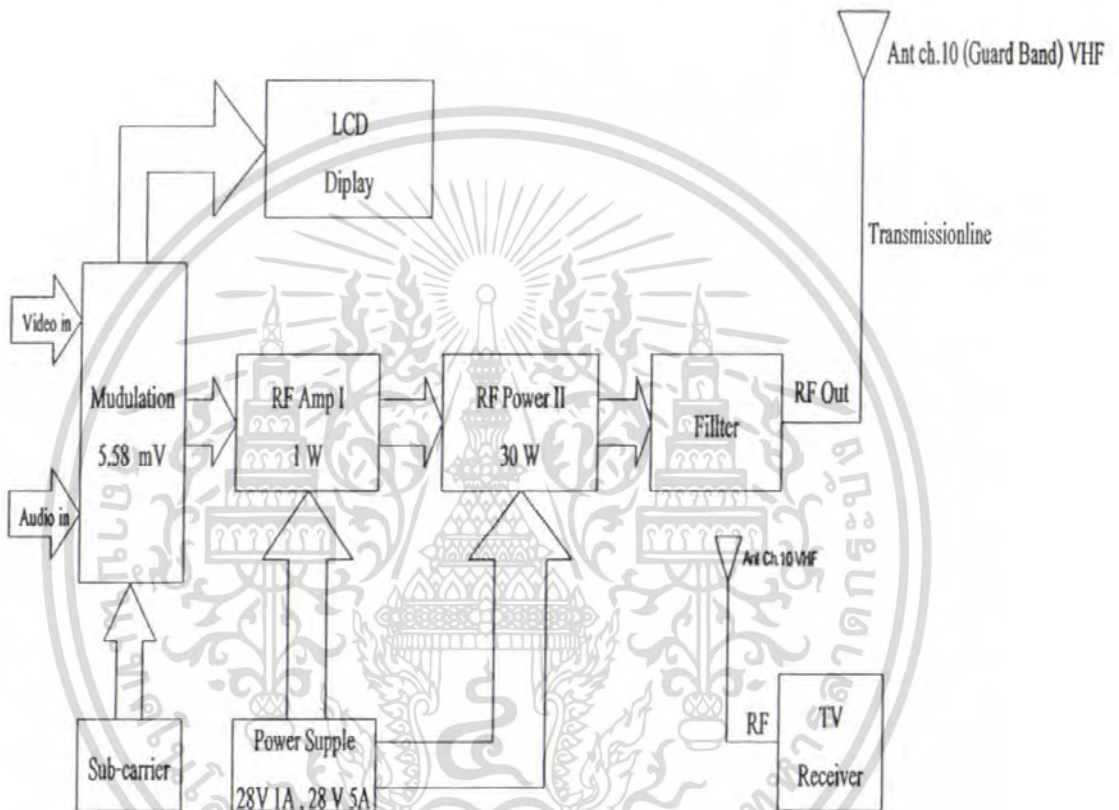 Ant ch.10 (Guard Band) VHF
LCD
Diplay
Transmissionline
Video in
Mudulation
5.58 mV
RF Amp I
1 W
RF Power II
30 W
Fillter
RF Out
Audio in
Ant Ch.10 VHF
Sub-carrier
Power Supple
28V 1A , 28 V 5A
RF
TV
Receiver